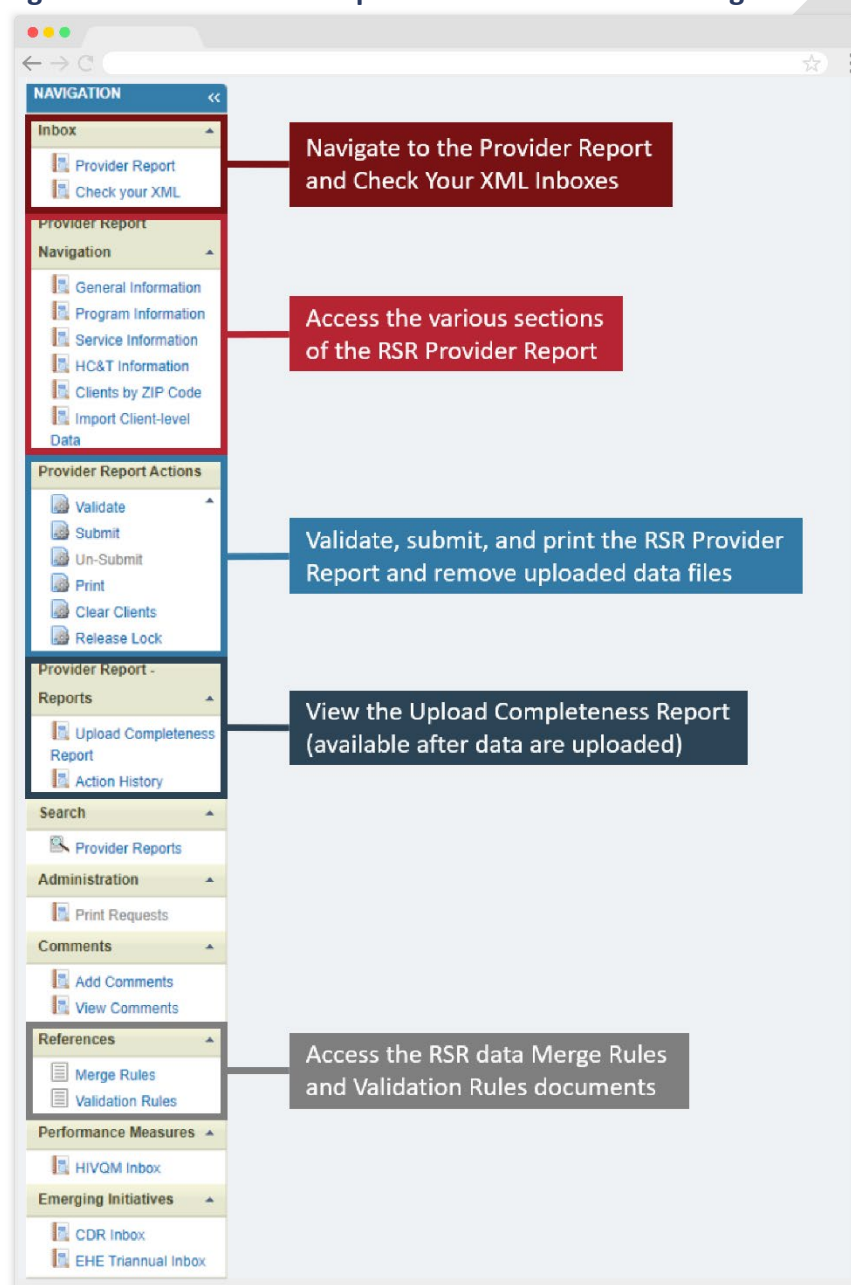 NAVIGATION «
Inbox
Provider Report
Check your XML
Navigate to the Provider Report
and Check Your XML Inboxes
Provider Report
Navigation
General Information
Program Information
Service Information
HC&T Information
Clients by ZIP Code
Import Client-level
Data
Access the various sections
of the RSR Provider Report
Provider Report Actions
Validate
Submit
Un-Submit
Print
Clear Clients
Release Lock
Validate, submit, and print the RSR Provider
Report and remove uploaded data files
Provider Report -
Reports
Upload Completeness
Report
Action History
View the Upload Completeness Report
(available after data are uploaded)
Search
Provider Reports
Administration
Print Requests
Comments
Add Comments
View Comments
References
Merge Rules
Validation Rules
Access the RSR data Merge Rules
and Validation Rules documents
Performance Measures
HIVQM Inbox
Emerging Initiatives
CDR Inbox
EHE Triannual Inbox